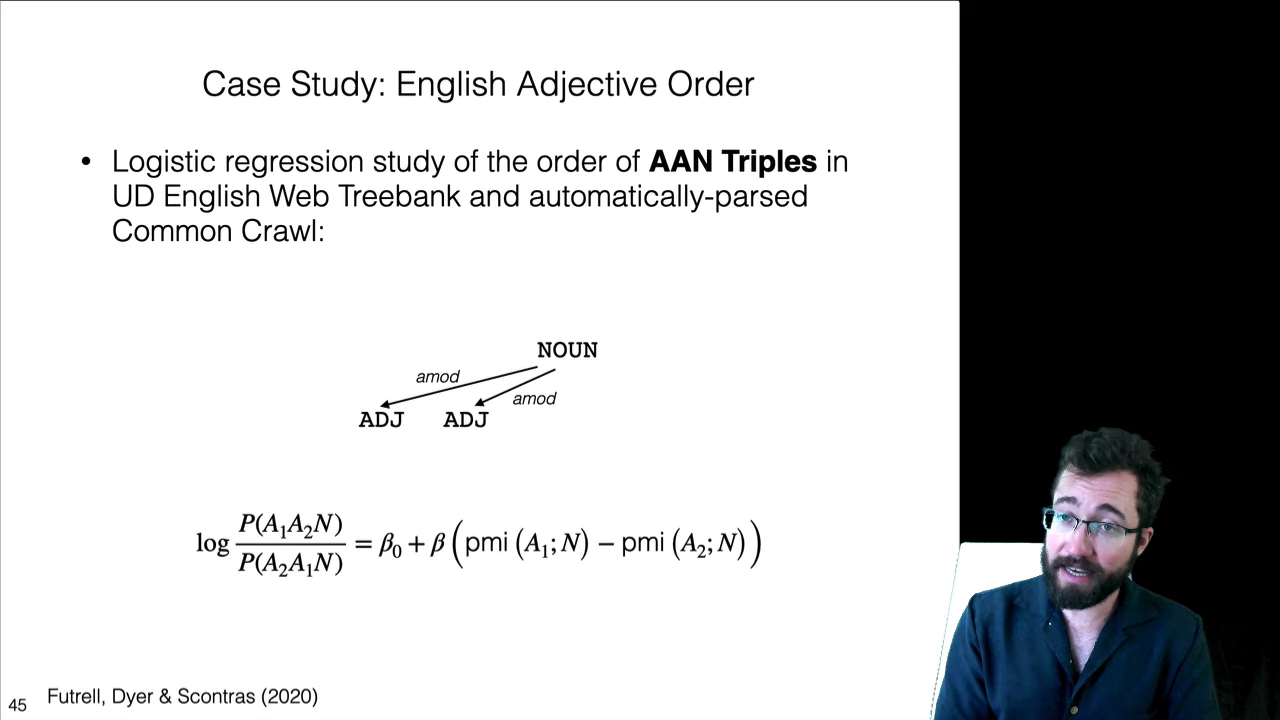 Case Study: English Adjective Order
• Logistic regression study of the order of AAN Triples in
UD English Web Treebank and automatically-parsed
Common Crawl:
NOUN
amod
amod
ADJ ADJ
log P(A₁A₂N) / P(A₂A₁N) = β₀ + β (pmi (A₁; N) − pmi (A₂; N))
45 Futrell, Dyer & Scontras (2020)